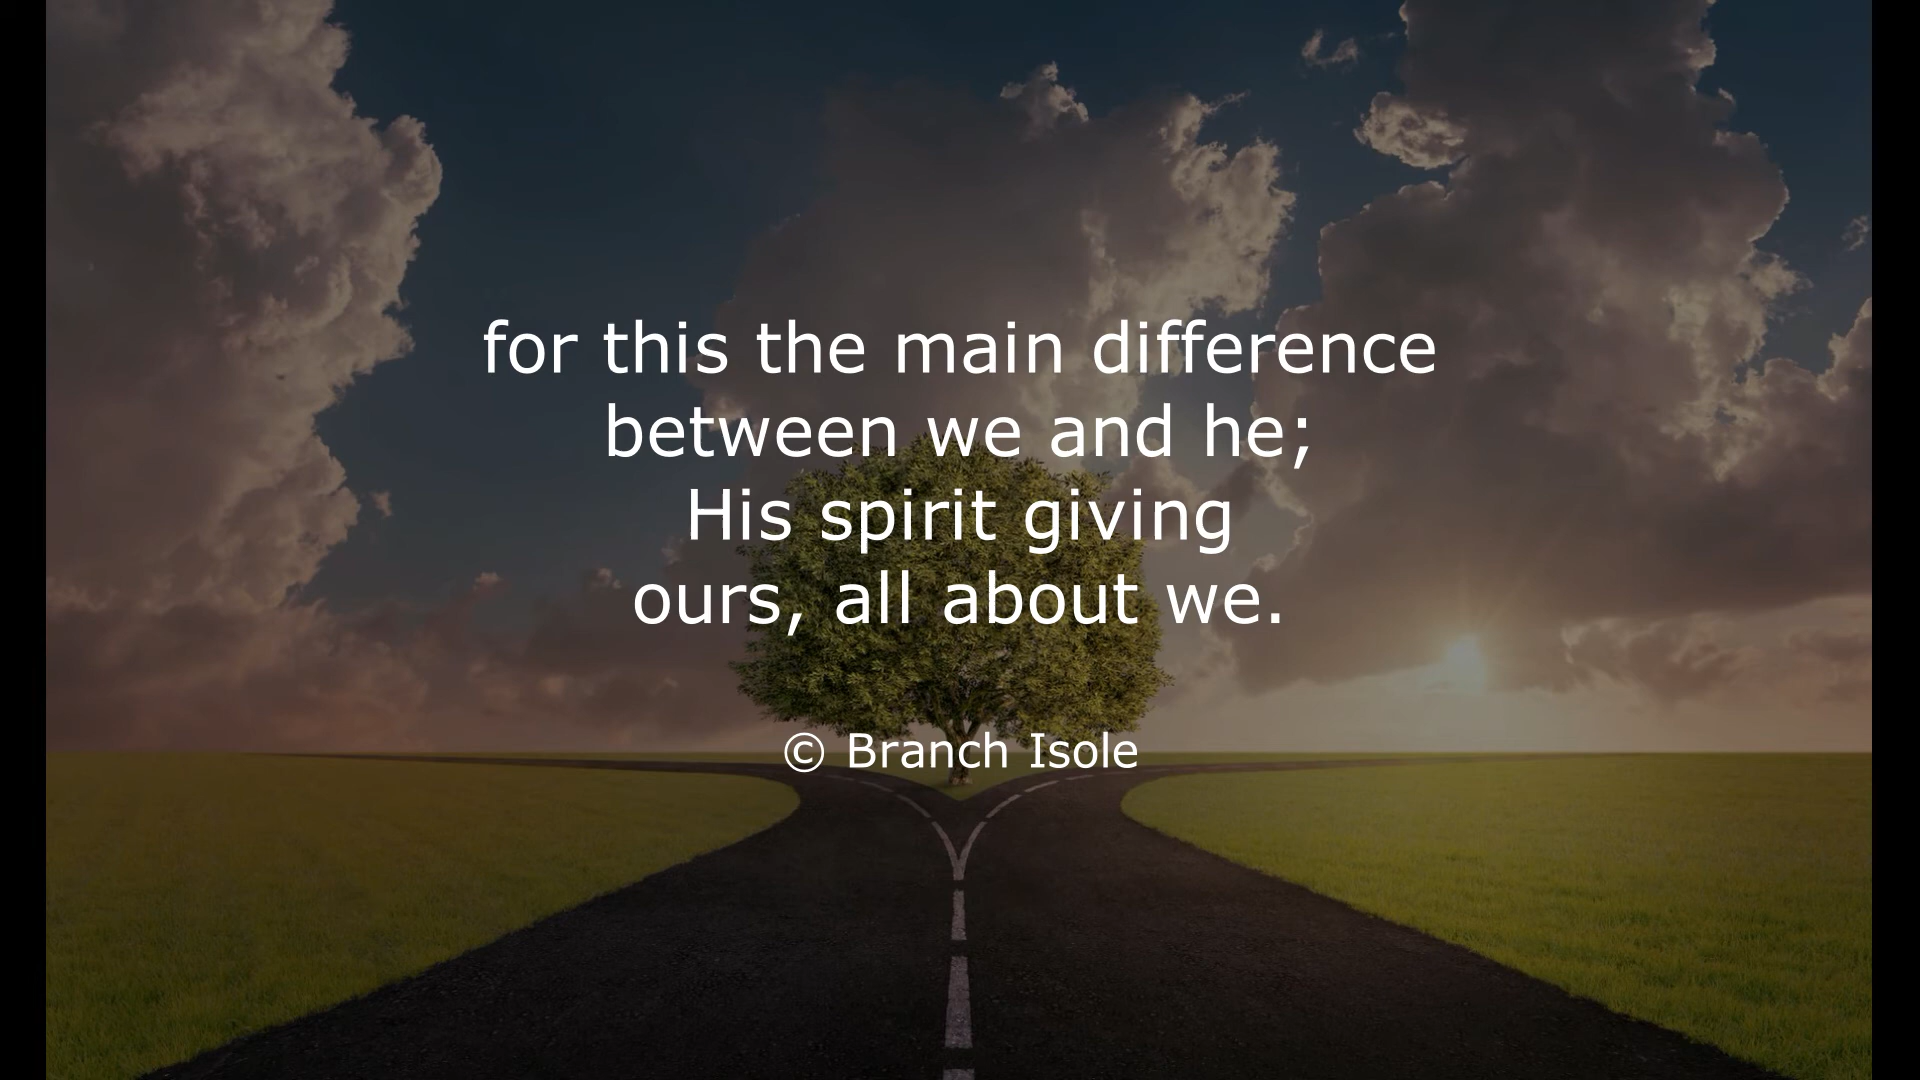 for this the main difference
between we and he;
His spirit giving
ours, all about we.
© Branch Isole